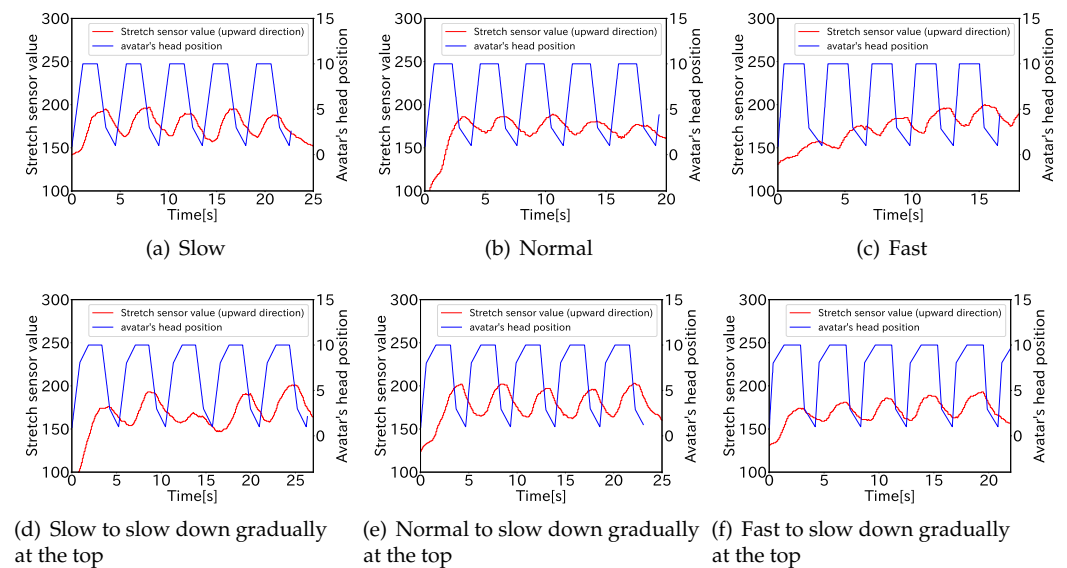 300
250
200
150
100
Stretch sensor value
Stretch sensor value (upward direction)
avatar's head position
15
10
5
0
Avatar's head position
0 5 10 15 20 25
Time[s]
(a) Slow
300
250
200
150
100
Stretch sensor value
Stretch sensor value (upward direction)
avatar's head position
15
10
5
0
Avatar's head position
0 5 10 15 20
Time[s]
(b) Normal
300
250
200
150
100
Stretch sensor value
Stretch sensor value (upward direction)
avatar's head position
15
10
5
0
Avatar's head position
0 5 10 15
Time[s]
(c) Fast
300
250
200
150
100
Stretch sensor value
Stretch sensor value (upward direction)
avatar's head position
15
10
5
0
Avatar's head position
0 5 10 15 20 25
Time[s]
(d) Slow to slow down gradually
at the top
300
250
200
150
100
Stretch sensor value
Stretch sensor value (upward direction)
avatar's head position
15
10
5
0
Avatar's head position
0 5 10 15 20 25
Time[s]
(e) Normal to slow down gradually
at the top
300
250
200
150
100
Stretch sensor value
Stretch sensor value (upward direction)
avatar's head position
15
10
5
0
Avatar's head position
0 5 10 15 20
Time[s]
(f) Fast to slow down gradually
at the top